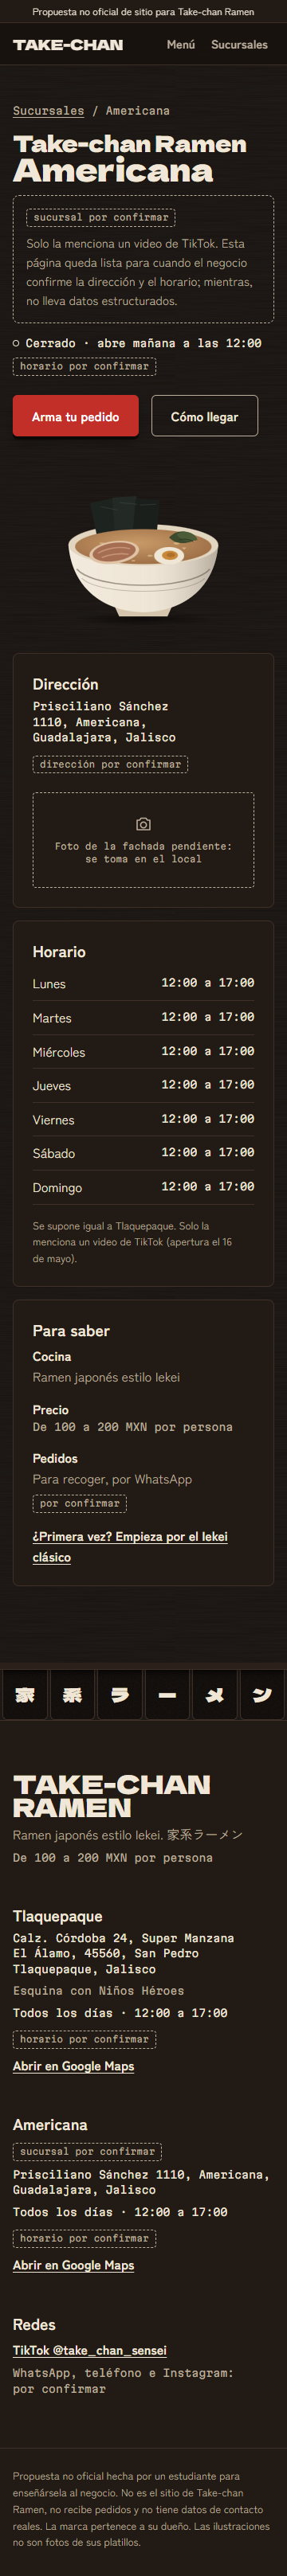 Propuesta no oficial de sitio para Take-chan Ramen
TAKE-CHAN
Menú
Sucursales
Sucursales / Americana
Take-chan Ramen
Americana
sucursal por confirmar
Solo la menciona un video de TikTok. Esta
página queda lista para cuando el negocio
confirme la dirección y el horario; mientras,
no lleva datos estructurados.
Cerrado · abre mañana a las 12:00
horario por confirmar
Arma tu pedido
Cómo llegar
Dirección
Prisciliano Sánchez
1110, Americana,
Guadalajara, Jalisco
dirección por confirmar
Foto de la fachada pendiente:
se toma en el local
Horario
Lunes 12:00 a 17:00
Martes 12:00 a 17:00
Miércoles 12:00 a 17:00
Jueves 12:00 a 17:00
Viernes 12:00 a 17:00
Sábado 12:00 a 17:00
Domingo 12:00 a 17:00
Se supone igual a Tlaquepaque. Solo la
menciona un video de TikTok (apertura el 16
de mayo).
Para saber
Cocina
Ramen japonés estilo Iekei
Precio
De 100 a 200 MXN por persona
Pedidos
Para recoger, por WhatsApp
por confirmar
¿Primera vez? Empieza por el Iekei
clásico
家系ラーメン
TAKE-CHAN
RAMEN
Ramen japonés estilo Iekei. 家系ラーメン
De 100 a 200 MXN por persona
Tlaquepaque
Calz. Córdoba 24, Super Manzana
El Álamo, 45560, San Pedro
Tlaquepaque, Jalisco
Esquina con Niños Héroes
Todos los días · 12:00 a 17:00
horario por confirmar
Abrir en Google Maps
Americana
sucursal por confirmar
Prisciliano Sánchez 1110, Americana,
Guadalajara, Jalisco
Todos los días · 12:00 a 17:00
horario por confirmar
Abrir en Google Maps
Redes
TikTok @take_chan_sensei
WhatsApp, teléfono e Instagram:
por confirmar
Propuesta no oficial hecha por un estudiante para
enseñársela al negocio. No es el sitio de Take-chan
Ramen, no recibe pedidos y no tiene datos de contacto
reales. La marca pertenece a su dueño. Las ilustraciones
no son fotos de sus platillos.